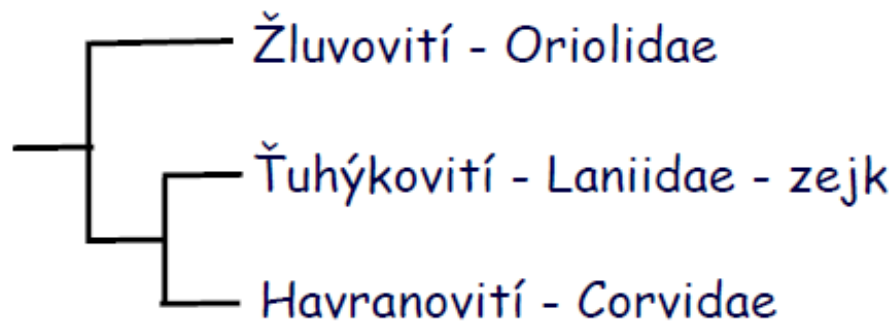 Žluvovití - Oriolidae
Ťuhýkovití - Laniidae - zejk
Havranovití - Corvidae